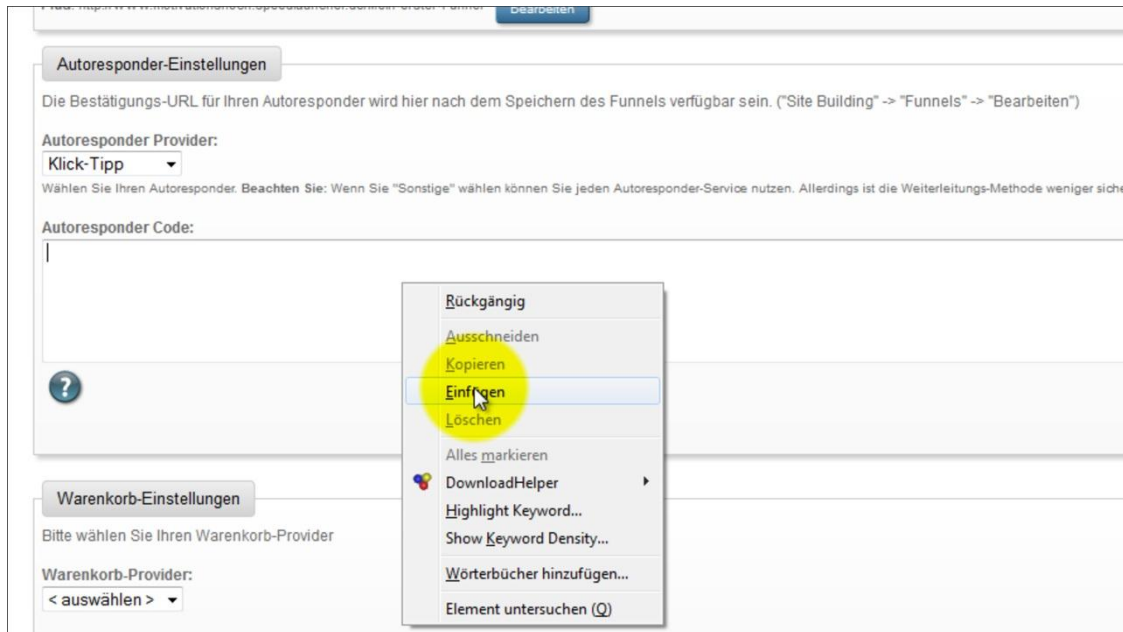 Bearbeiten
Autoresponder-Einstellungen
Die Bestätigungs-URL für Ihren Autoresponder wird hier nach dem Speichern des Funnels verfügbar sein. ("Site Building" -> "Funnels" -> "Bearbeiten")
Autoresponder Provider:
Klick-Tipp
Wählen Sie Ihren Autoresponder. Beachten Sie: Wenn Sie "Sonstige" wählen können Sie jeden Autoresponder-Service nutzen. Allerdings ist die Weiterleitungs-Methode weniger siche
Autoresponder Code:
Rückgängig
Ausschneiden
Kopieren
Einfügen
Löschen
Alles markieren
DownloadHelper
Highlight Keyword...
Show Keyword Density...
Wörterbücher hinzufügen...
Element untersuchen (Q)
?
Warenkorb-Einstellungen
Bitte wählen Sie Ihren Warenkorb-Provider
Warenkorb-Provider:
< auswählen >